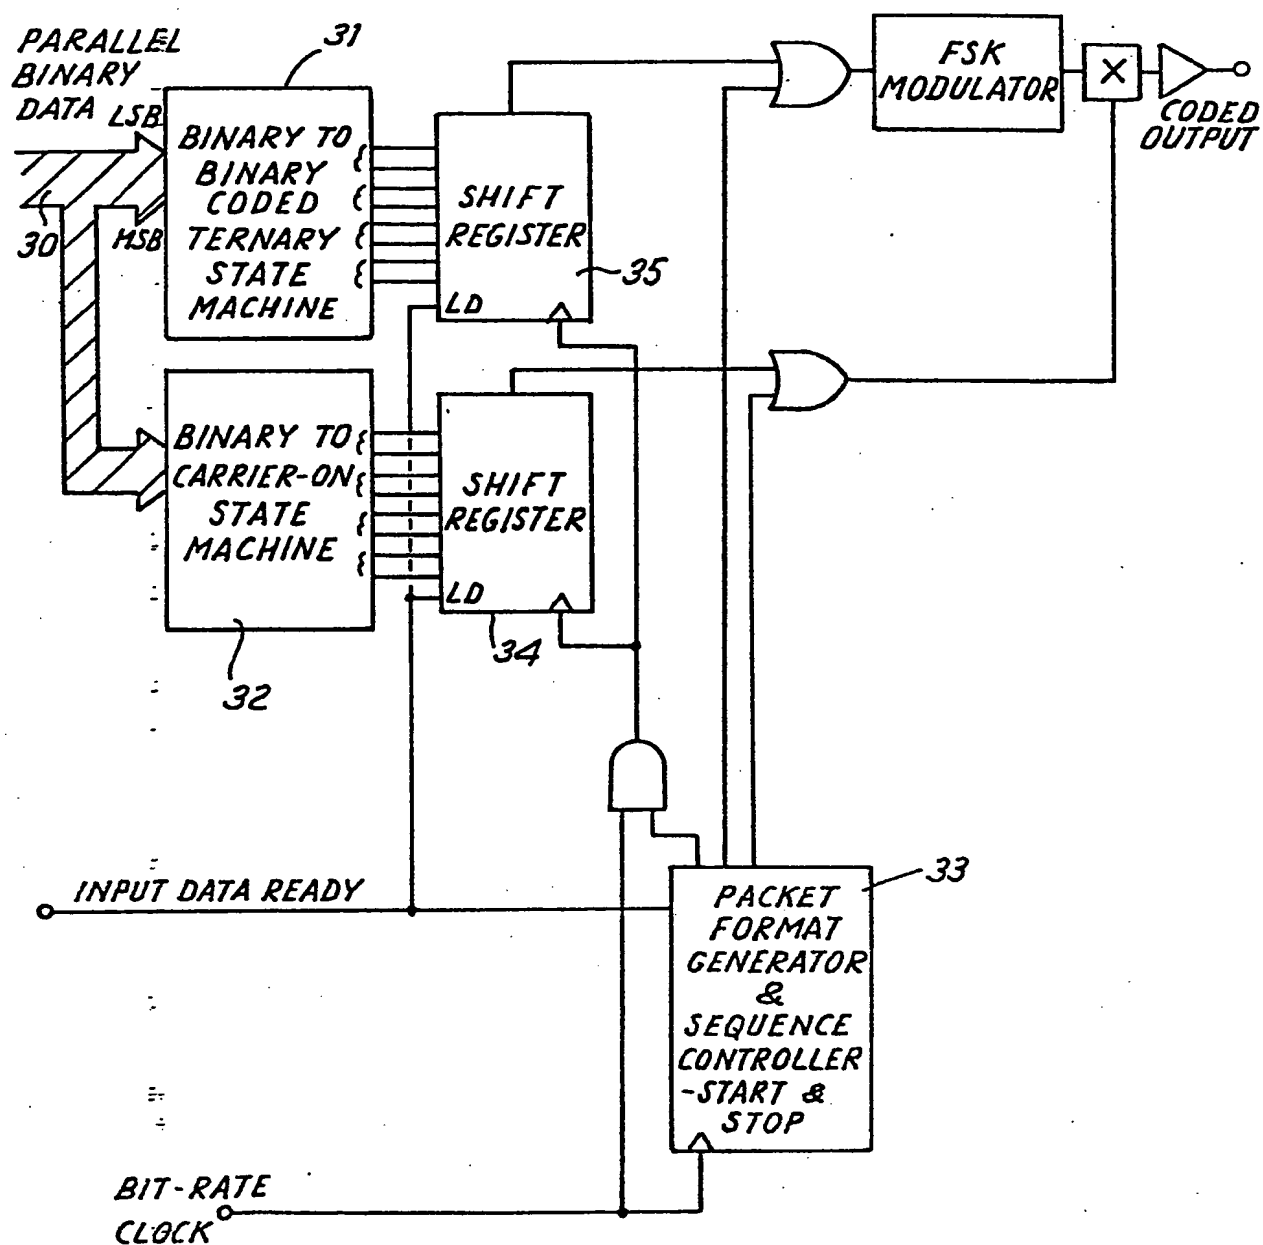 PARALLEL
BINARY
DATA
LSB
MSB
30
31
BINARY TO
BINARY
CODED
TERNARY
STATE
MACHINE
SHIFT
REGISTER
35
LD
FSK
MODULATOR
X
CODED
OUTPUT
BINARY TO
CARRIER-ON
STATE
MACHINE
32
SHIFT
REGISTER
LD
34
INPUT DATA READY
33
PACKET
FORMAT
GENERATOR
&
SEQUENCE
CONTROLLER
-START &
STOP
BIT-RATE
CLOCK